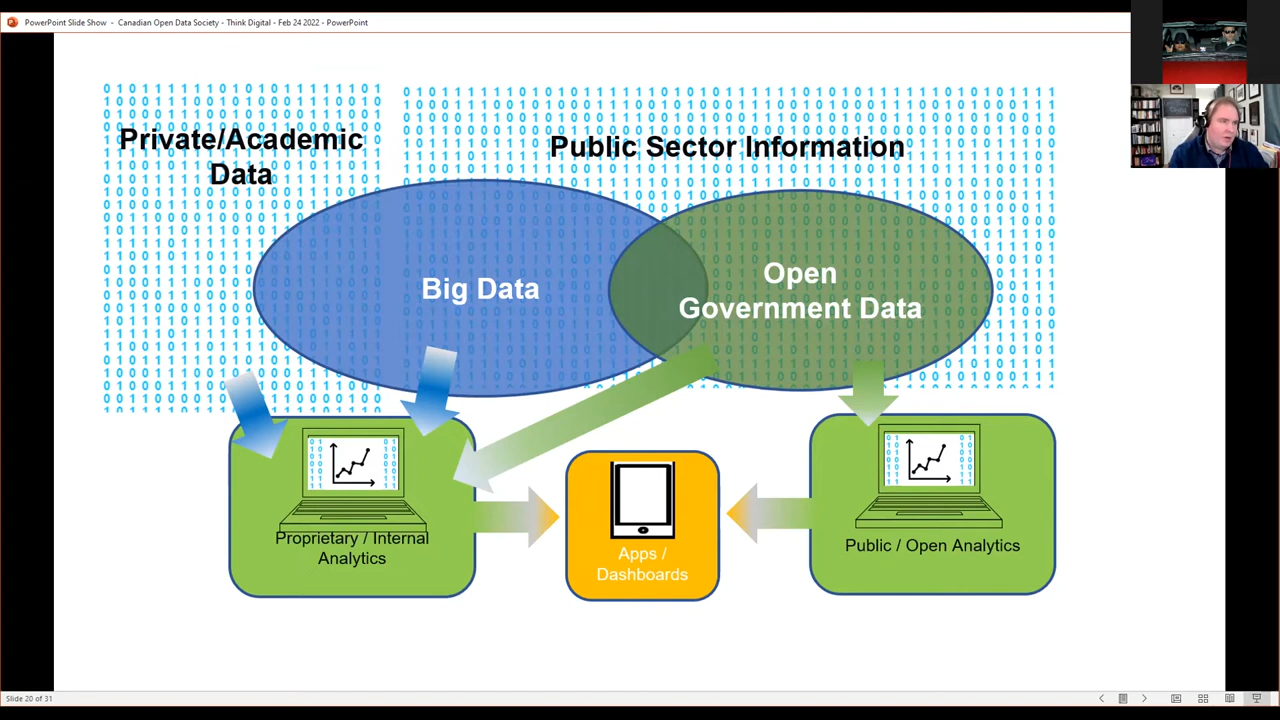 PowerPoint Slide Show - Canadian Open Data Society - Think Digital - Feb 24 2022 - PowerPoint
Private/Academic
Data
Public Sector Information
Big Data
Open
Government Data
Proprietary / Internal
Analytics
Apps /
Dashboards
Public / Open Analytics
Slide 20 of 31